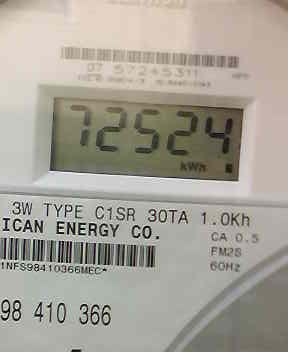 07 57245311
72524
kWh
3W TYPE C1SR 30TA 1.0Kh
ICAN ENERGY CO.
CA 0.5
FM2S
60Hz
1NFS98410366MEC*
98 410 366